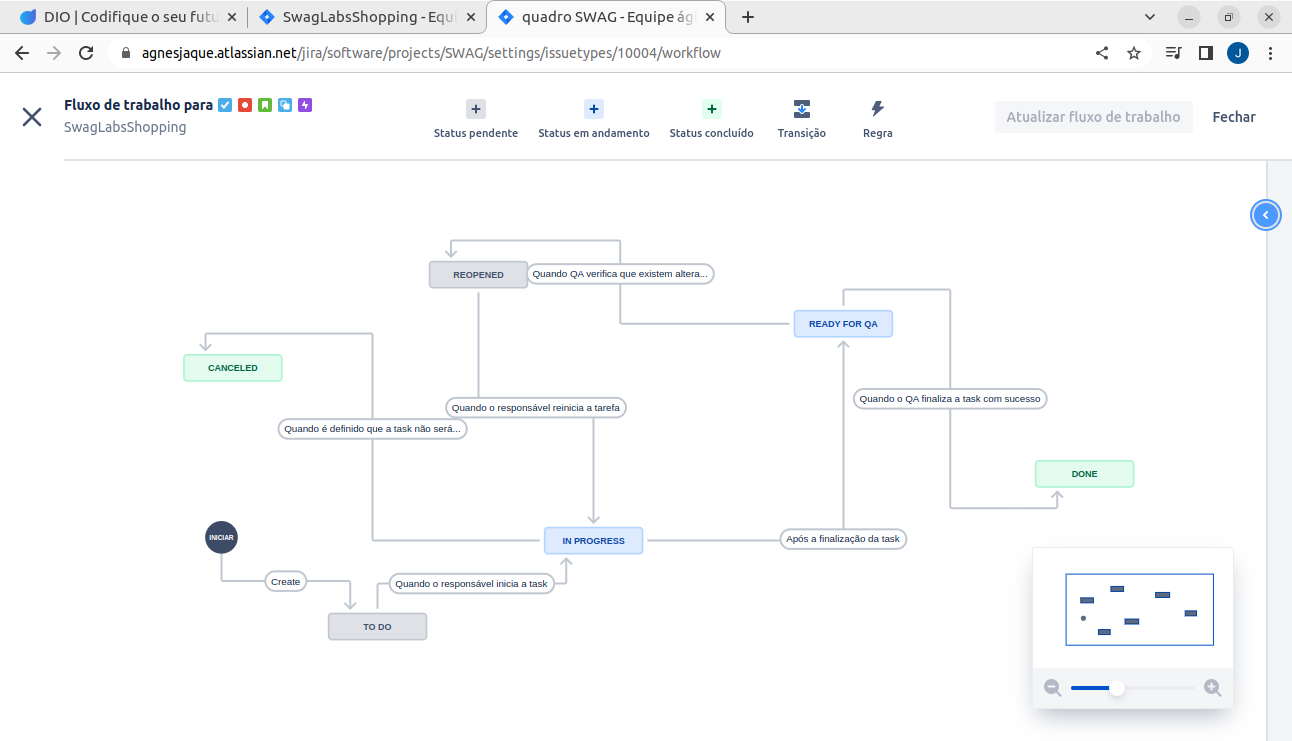 DIO | Codifique o seu futu
SwagLabsShopping - Equi
quadro SWAG - Equipe ág
agnesjaque.atlassian.net/jira/software/projects/SWAG/settings/issuetypes/10004/workflow
J
Fluxo de trabalho para
SwagLabsShopping
Status pendente
Status em andamento
Status concluído
Transição
Regra
Atualizar fluxo de trabalho
Fechar
REOPENED
Quando QA verifica que existem altera...
READY FOR QA
CANCELED
Quando o responsável reinicia a tarefa
Quando o QA finaliza a task com sucesso
Quando é definido que a task não será...
DONE
INICIAR
IN PROGRESS
Após a finalização da task
Create
Quando o responsável inicia a task
TO DO